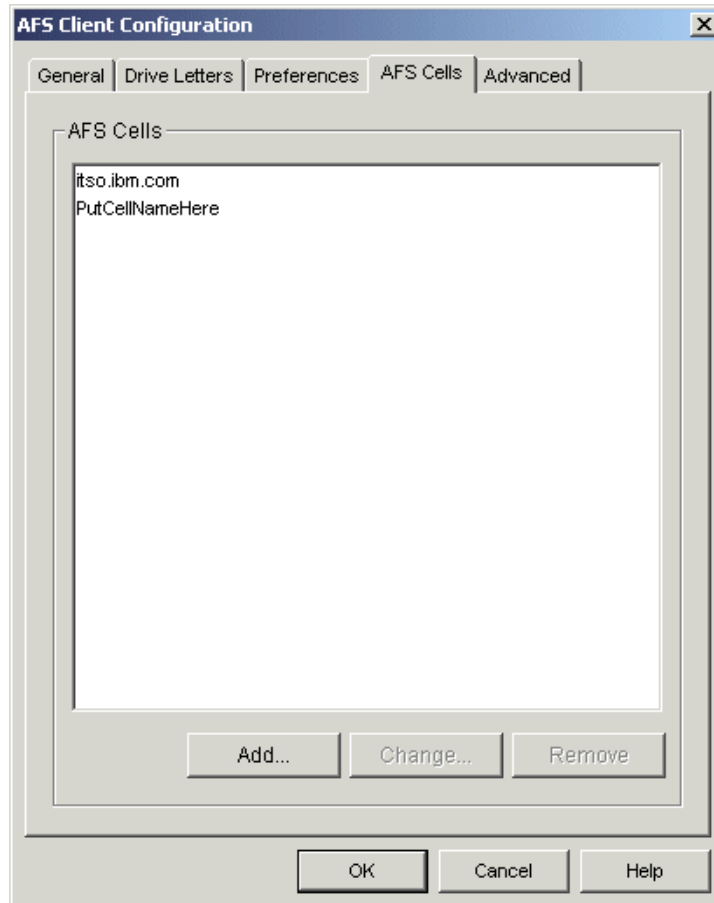 AFS Client Configuration
General Drive Letters Preferences AFS Cells Advanced
AFS Cells
itso.ibm.com
PutCellNameHere
Add... Change... Remove
OK Cancel Help